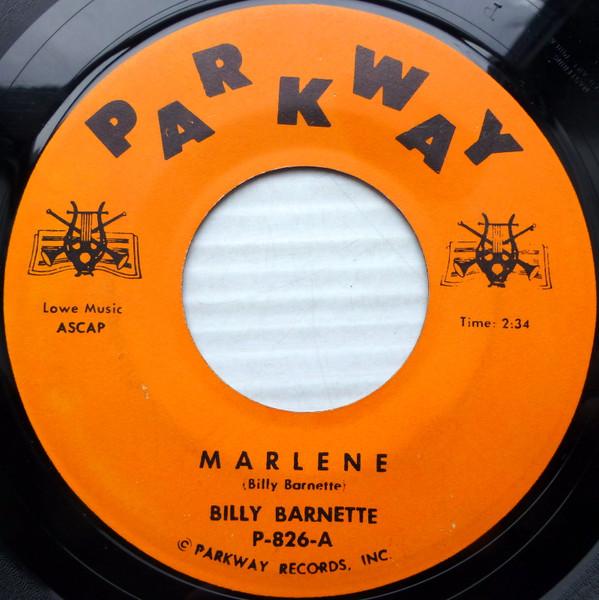 PARKWAY
Lowe Music
ASCAP
Time: 2:34
MARLENE
(Billy Barnette)
BILLY BARNETTE
P-826-A
© PARKWAY RECORDS, INC.